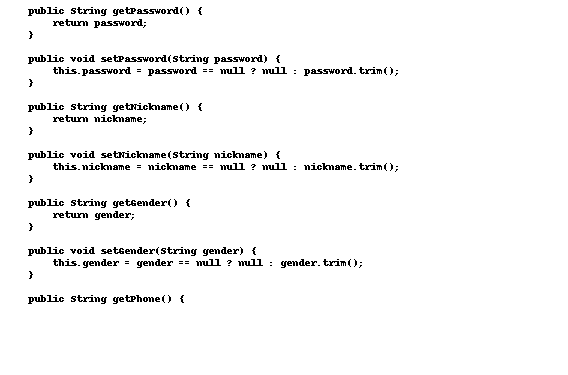 public String getPassword() {
    return password;
}

public void setPassword(String password) {
    this.password = password == null ? null : password.trim();
}

public String getNickname() {
    return nickname;
}

public void setNickname(String nickname) {
    this.nickname = nickname == null ? null : nickname.trim();
}

public String getGender() {
    return gender;
}

public void setGender(String gender) {
    this.gender = gender == null ? null : gender.trim();
}

public String getPhone() {